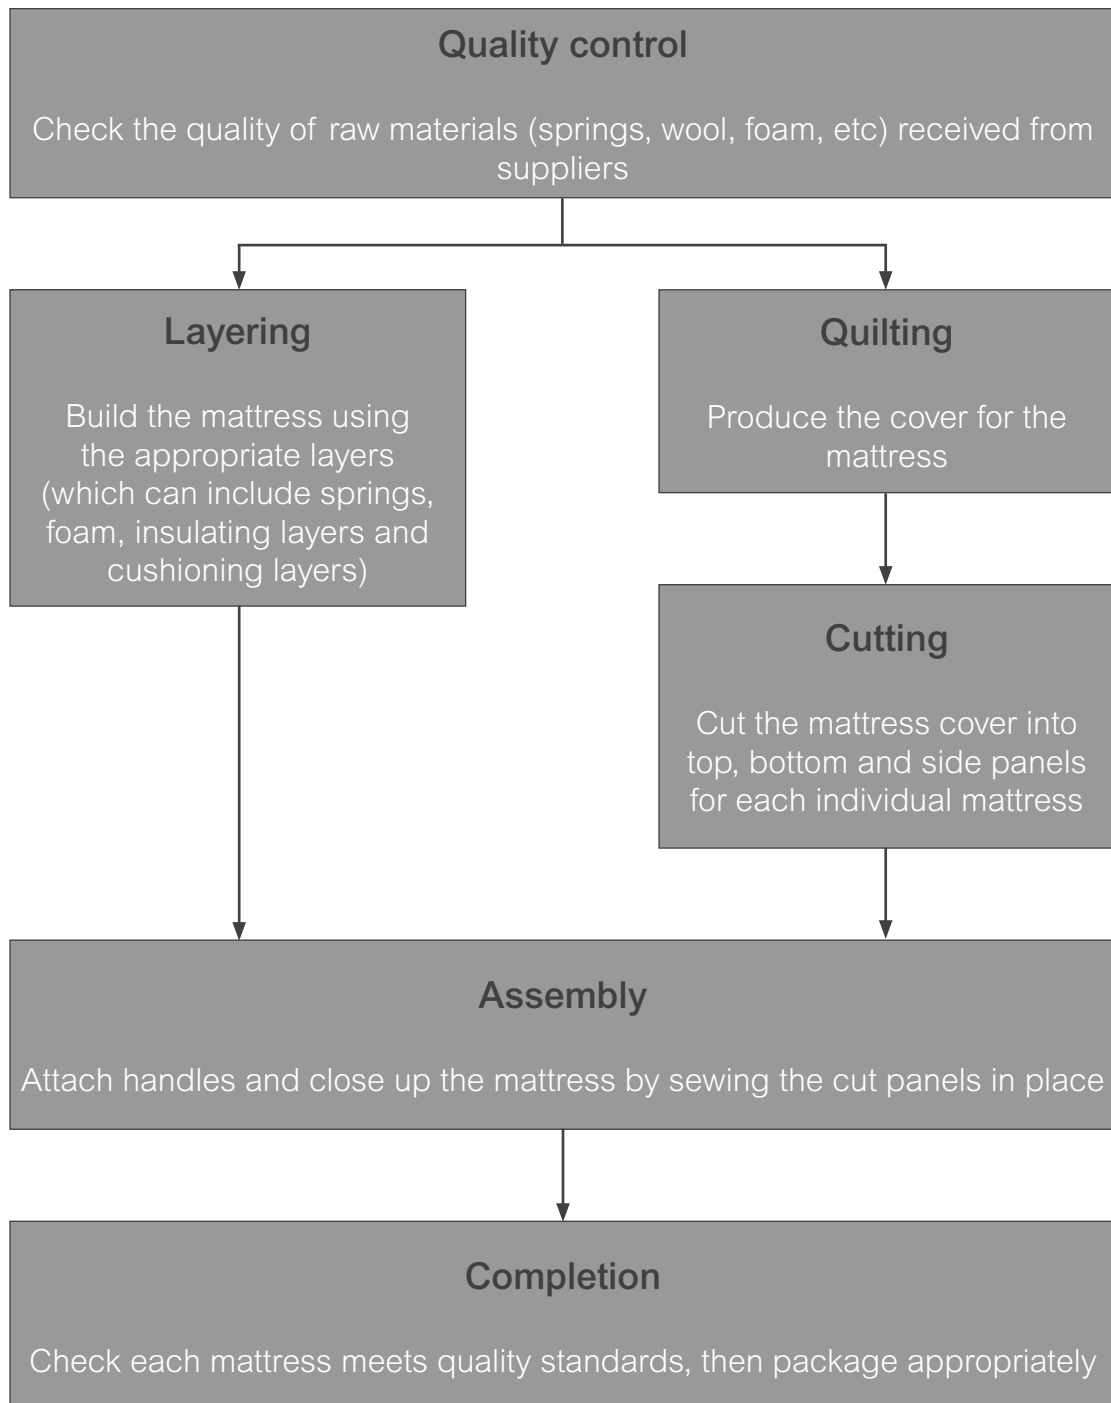 Quality control
Check the quality of raw materials (springs, wool, foam, etc) received from
suppliers
Layering
Build the mattress using
the appropriate layers
(which can include springs,
foam, insulating layers and
cushioning layers)
Quilting
Produce the cover for the
mattress
Cutting
Cut the mattress cover into
top, bottom and side panels
for each individual mattress
Assembly
Attach handles and close up the mattress by sewing the cut panels in place
Completion
Check each mattress meets quality standards, then package appropriately